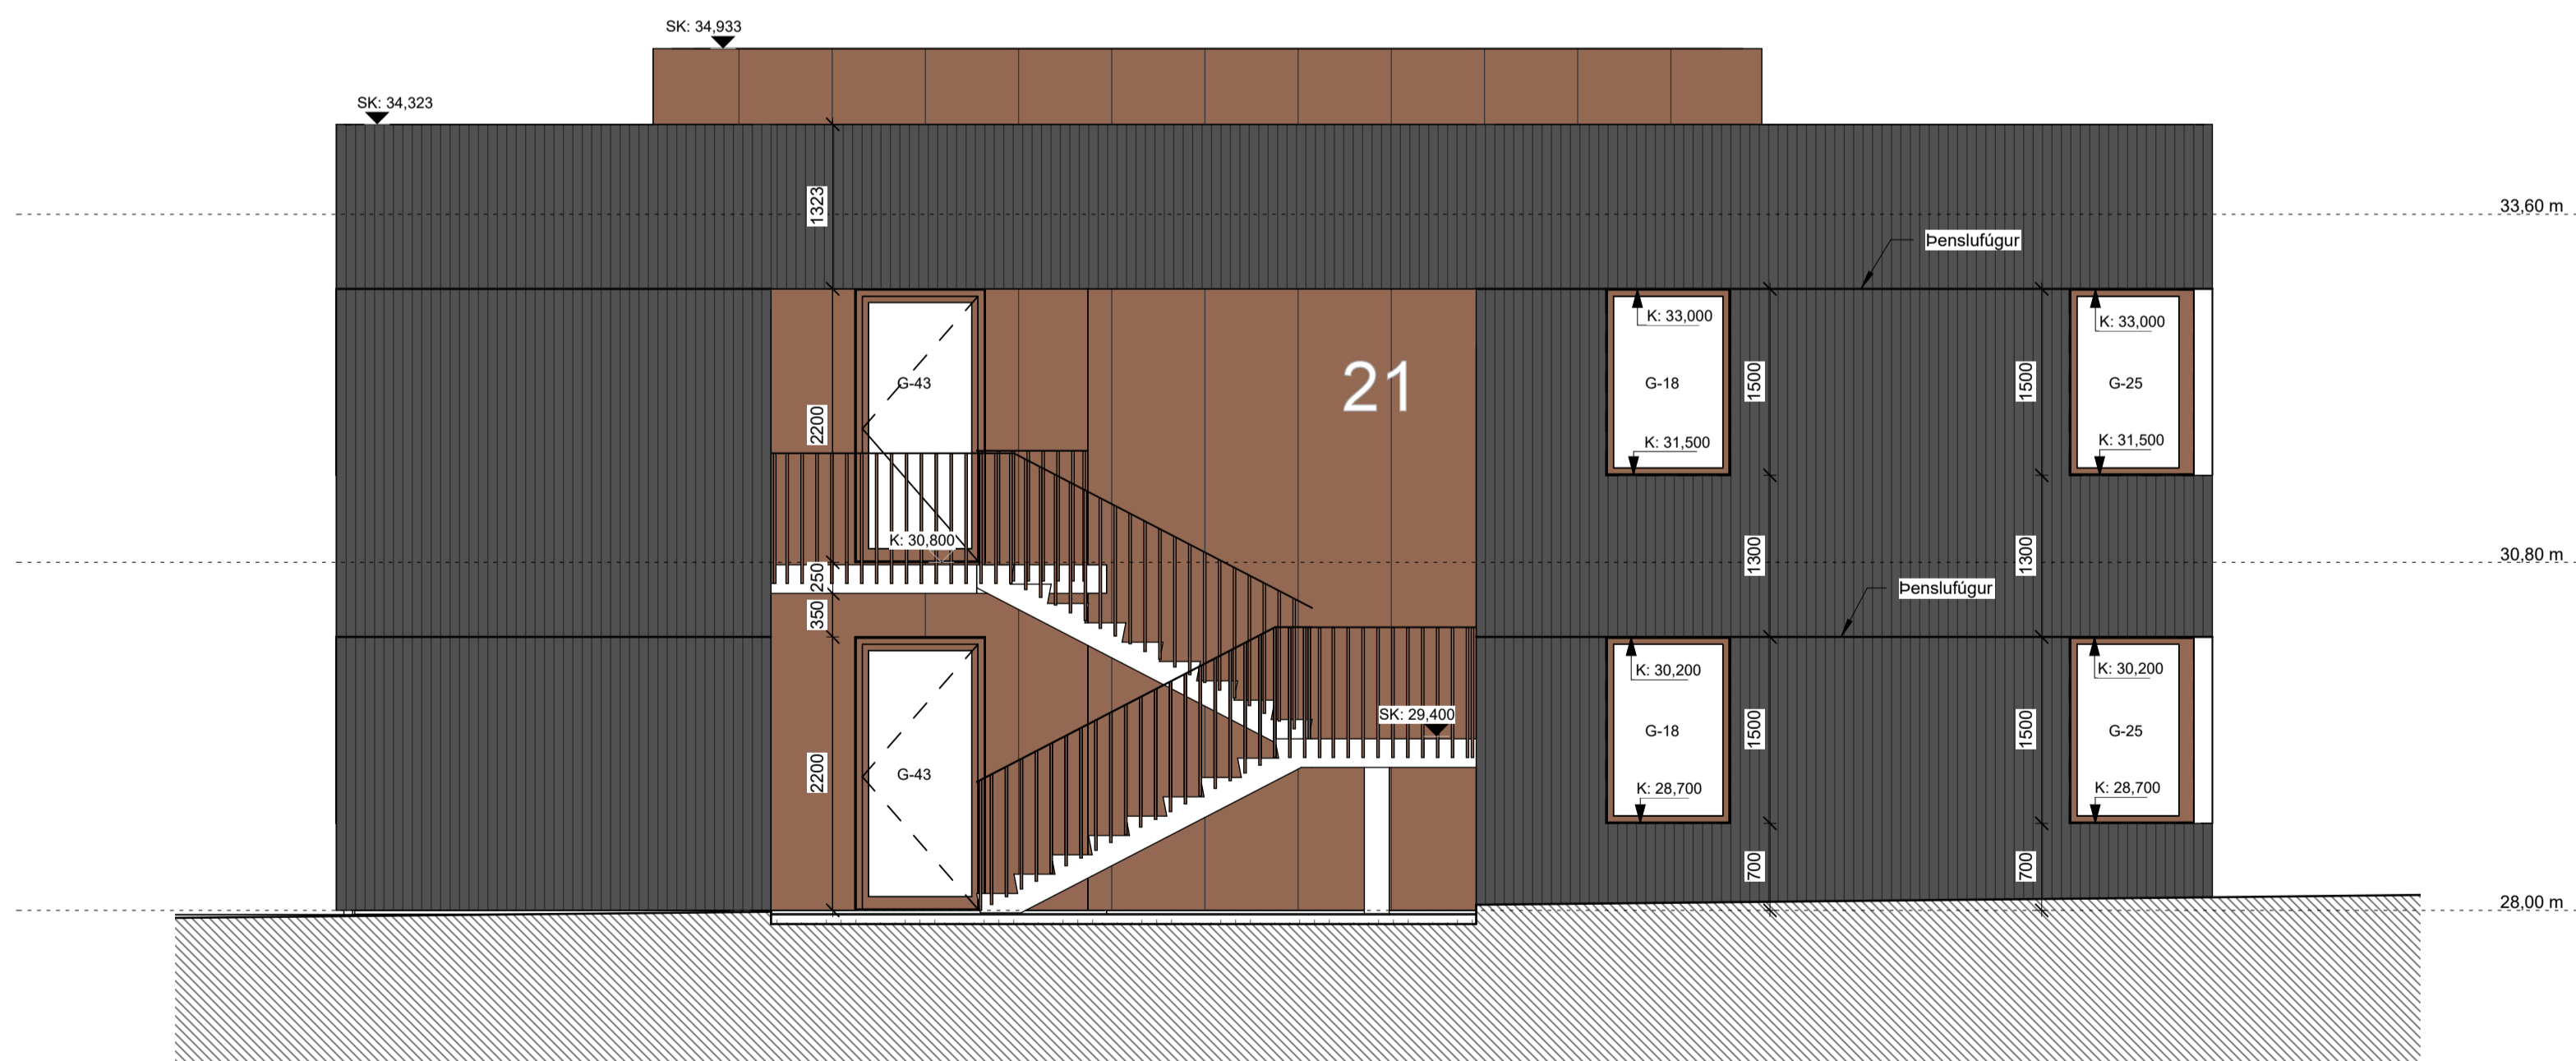 SK: 34,933
SK: 34,323
1323
33,60 m
Þenslufúgur
K: 33,000
K: 33,000
21
G-43
G-18
1500
1500
G-25
2200
K: 31,500
K: 31,500
K: 30,800
30,80 m
250
1300
1300
Þenslufúgur
350
K: 30,200
K: 30,200
SK: 29,400
G-18
1500
1500
G-25
2200
G-43
K: 28,700
K: 28,700
700
700
28,00 m